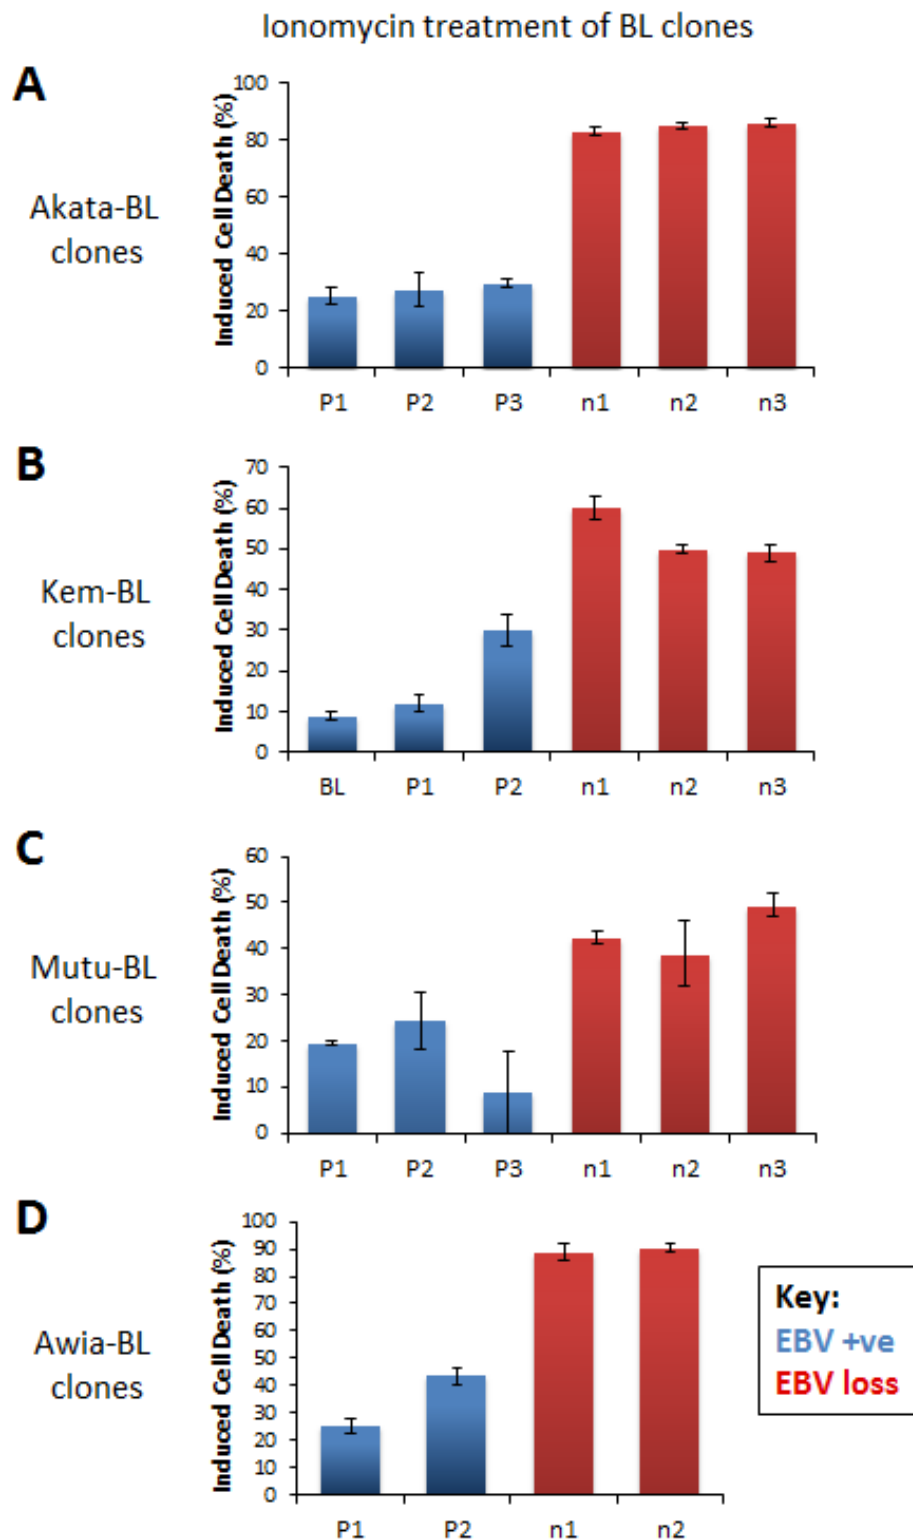 Ionomycin treatment of BL clones
A
Akata-BL
clones
Induced Cell Death (%)
100
80
60
40
20
0
P1 P2 P3 n1 n2 n3
B
Kem-BL
clones
Induced Cell Death (%)
70
60
50
40
30
20
10
0
BL P1 P2 n1 n2 n3
C
Mutu-BL
clones
Induced Cell Death (%)
60
50
40
30
20
10
0
P1 P2 P3 n1 n2 n3
D
Awia-BL
clones
Induced Cell Death (%)
100
90
80
70
60
50
40
30
20
10
0
P1 P2 n1 n2
Key:
EBV +ve
EBV loss